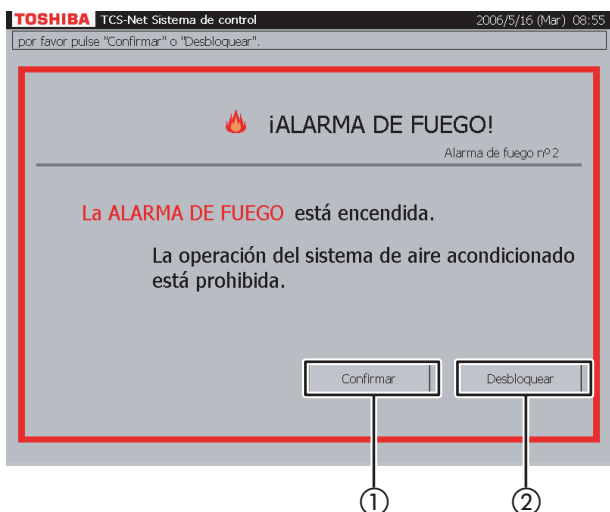 TOSHIBA TCS-Net Sistema de control 2006/5/16 (Mar) 08:55
por favor pulse "Confirmar" o "Desbloquear".
¡ALARMA DE FUEGO!
Alarma de fuego nº 2
La ALARMA DE FUEGO está encendida.
La operación del sistema de aire acondicionado
está prohibida.
Confirmar Desbloquear
① ②